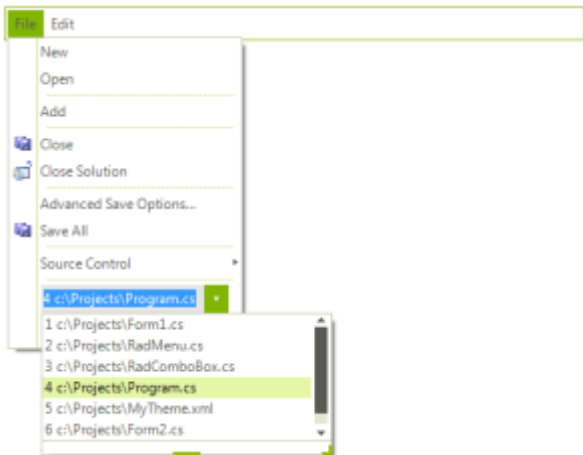 File Edit
New
Open
Add
Close
Close Solution
Advanced Save Options...
Save All
Source Control
4 c:\Projects\Program.cs
1 c:\Projects\Form1.cs
2 c:\Projects\RadMenu.cs
3 c:\Projects\RadComboBox.cs
4 c:\Projects\Program.cs
5 c:\Projects\MyTheme.xml
6 c:\Projects\Form2.cs